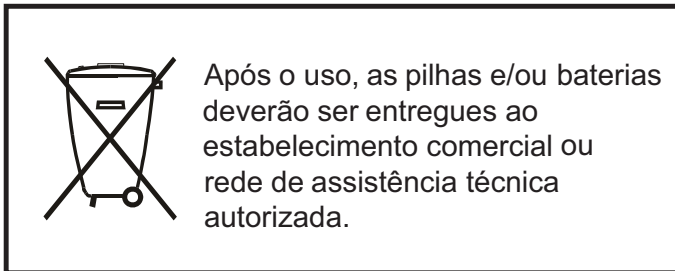 Após o uso, as pilhas e/ou baterias
deverão ser entregues ao
estabelecimento comercial ou
rede de assistência técnica
autorizada.